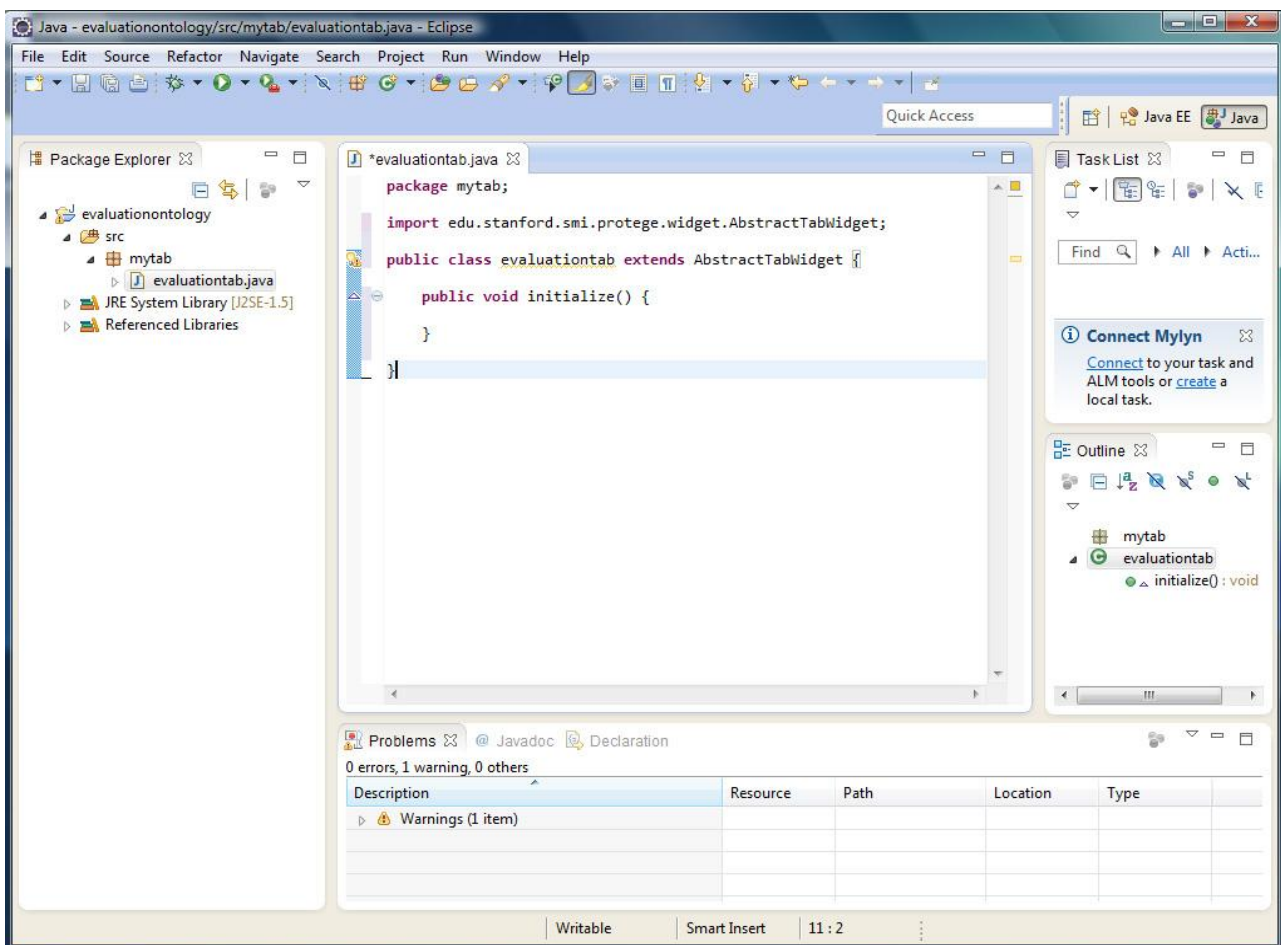 Java - evaluationontology/src/mytab/evaluationtab.java - Eclipse
File Edit Source Refactor Navigate Search Project Run Window Help
Quick Access
Java EE
Java
Package Explorer
evaluationontology
src
mytab
evaluationtab.java
JRE System Library [J2SE-1.5]
Referenced Libraries
*evaluationtab.java
package mytab;
import edu.stanford.smi.protege.widget.AbstractTabWidget;
public class evaluationtab extends AbstractTabWidget {
public void initialize() {
}
}
Task List
Find
All
Acti...
Connect Mylyn
Connect to your task and
ALM tools or create a
local task.
Outline
mytab
evaluationtab
initialize() : void
Problems @ Javadoc Declaration
0 errors, 1 warning, 0 others
Description Resource Path Location Type
Warnings (1 item)
Writable Smart Insert 11 : 2